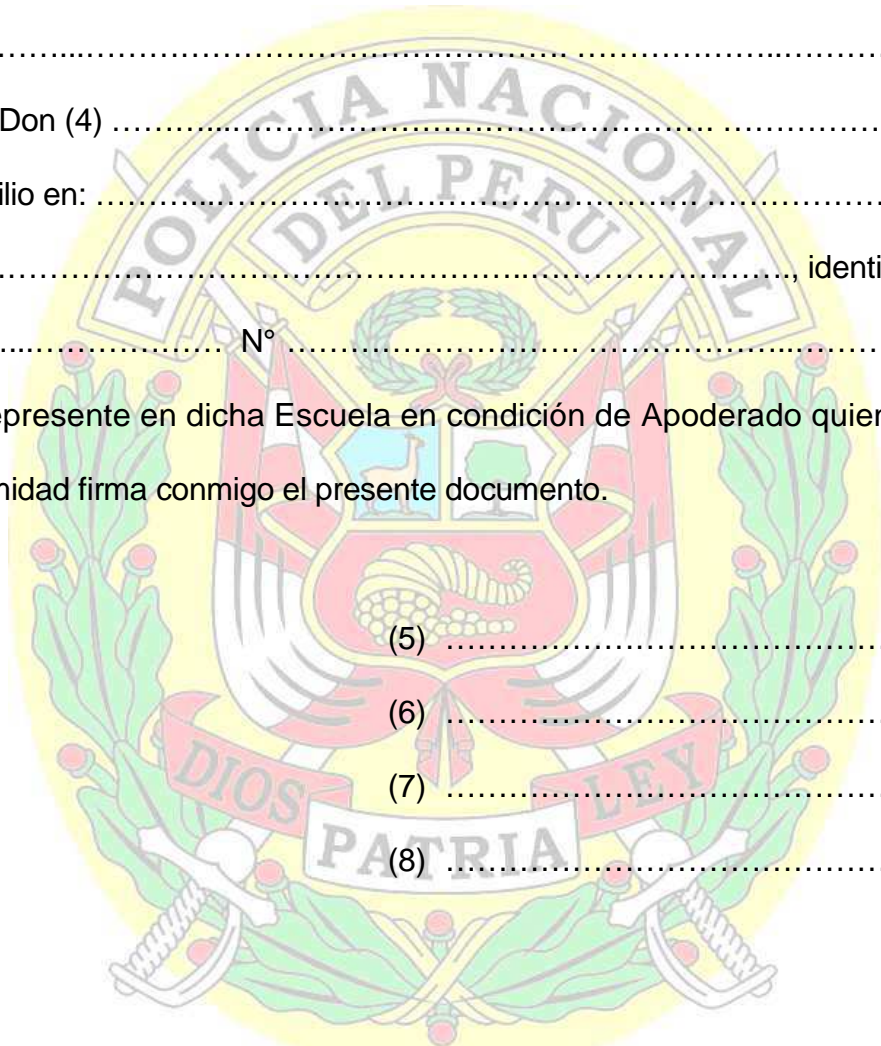 ……...……………………………………………….. ………………..………
Don (4) ………...………………………………………….. ……………
ilio en: ………...…………………………………………… ………………
…………………………………………………..………………………, identi
...………………… N° ………………………… ………………...………
epresente en dicha Escuela en condición de Apoderado quier
nidad firma conmigo el presente documento.
(5) ……………………………………
(6) ……………………………………
(7) ……………………………………
(8) ……………………………………
POLICIA NACIONAL
DEL PERU
DIOS PATRIA LEY